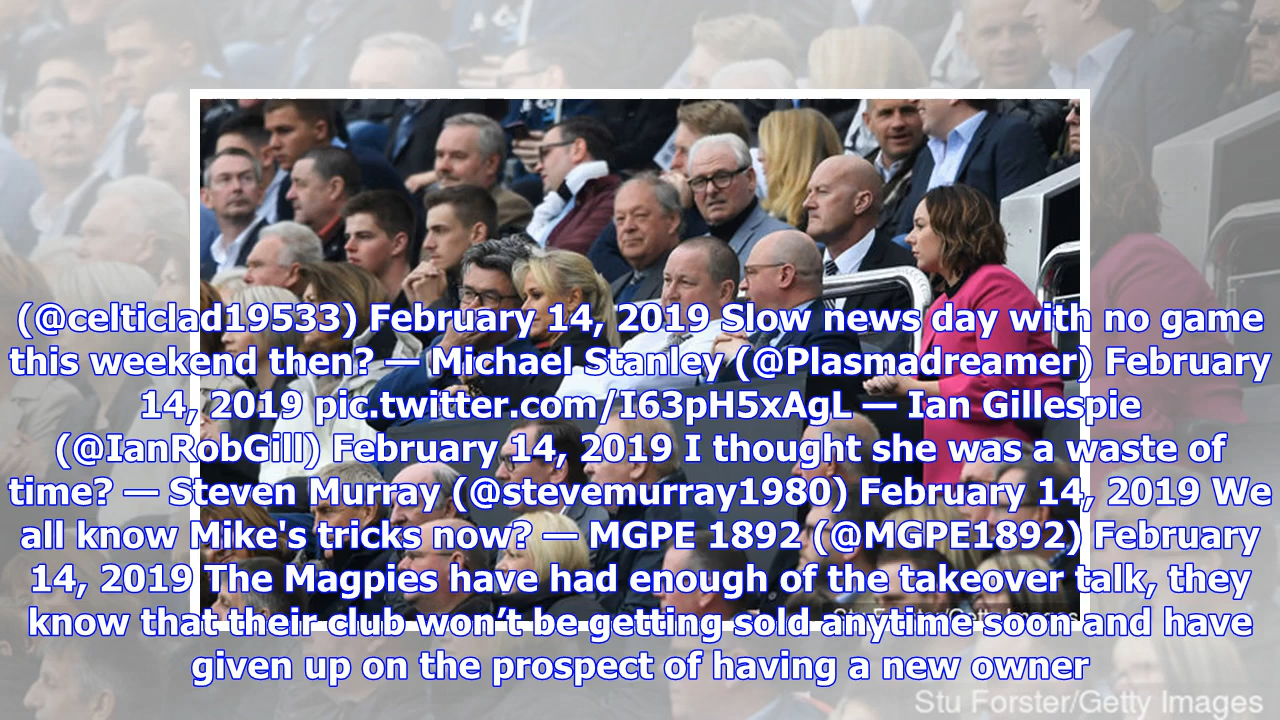 (@celticlad19533) February 14, 2019 Slow news day with no game
this weekend then? — Michael Stanley (@Plasmadreamer) February
14, 2019 pic.twitter.com/I63pH5xAgL — Ian Gillespie
(@IanRobGill) February 14, 2019 I thought she was a waste of
time? — Steven Murray (@stevemurray1980) February 14, 2019 We
all know Mike's tricks now? — MGPE 1892 (@MGPE1892) February
14, 2019 The Magpies have had enough of the takeover talk, they
know that their club won’t be getting sold anytime soon and have
given up on the prospect of having a new owner
Stu Forster/Getty Images
Stu Forster/Getty Images